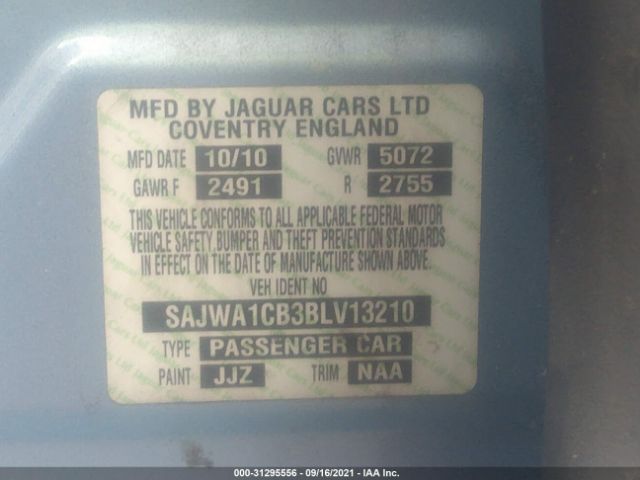 MFD BY JAGUAR CARS LTD
COVENTRY ENGLAND
MFD DATE 10/10 GVWR 5072
GAWR F 2491 R 2755
THIS VEHICLE CONFORMS TO ALL APPLICABLE FEDERAL MOTOR
VEHICLE SAFETY, BUMPER AND THEFT PREVENTION STANDARDS
IN EFFECT ON THE DATE OF MANUFACTURE SHOWN ABOVE.
VEH IDENT NO
SAJWA1CB3BLV13210
TYPE PASSENGER CAR
PAINT JJZ TRIM NAA
000-31295556 - 09/16/2021 - IAA Inc.